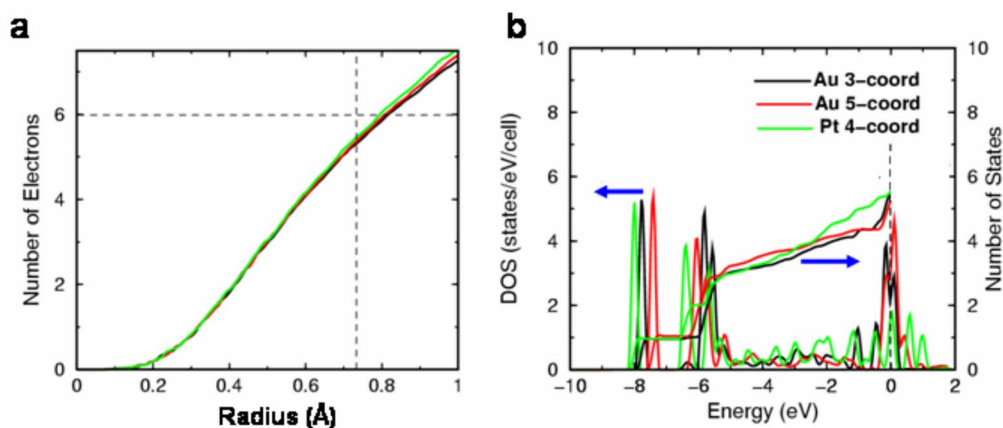 a
Number of Electrons
6
4
2
0
0 0.2 0.4 0.6 0.8 1
Radius (Å)
b
DOS (states/eV/cell)
10
8
6
4
2
0
Au 3-coord
Au 5-coord
Pt 4-coord
10
8
6
4
2
0
Number of States
-10 -8 -6 -4 -2 0 2
Energy (eV)